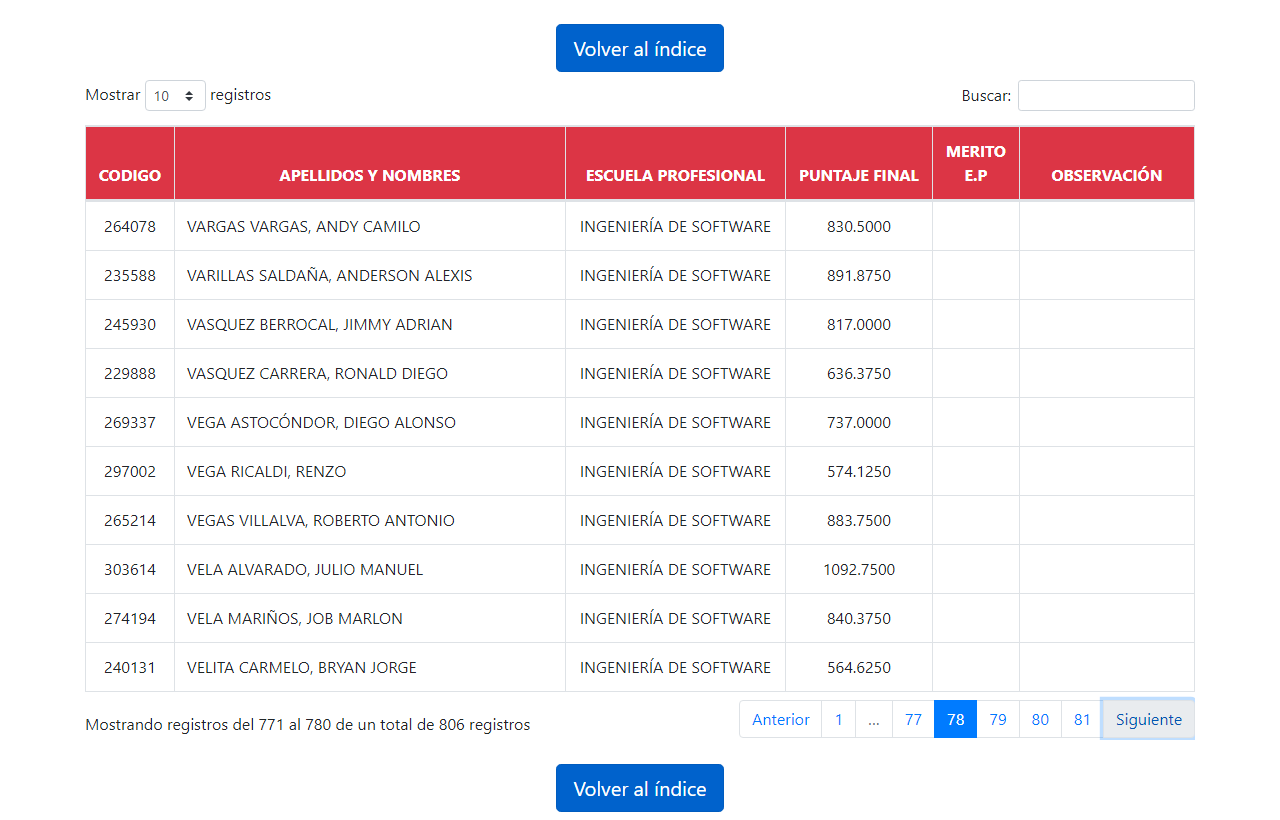 Volver al índice
Mostrar 10 registros Buscar:
CODIGO APELLIDOS Y NOMBRES ESCUELA PROFESIONAL PUNTAJE FINAL MERITO E.P OBSERVACIÓN
264078 VARGAS VARGAS, ANDY CAMILO INGENIERÍA DE SOFTWARE 830.5000
235588 VARILLAS SALDAÑA, ANDERSON ALEXIS INGENIERÍA DE SOFTWARE 891.8750
245930 VASQUEZ BERROCAL, JIMMY ADRIAN INGENIERÍA DE SOFTWARE 817.0000
229888 VASQUEZ CARRERA, RONALD DIEGO INGENIERÍA DE SOFTWARE 636.3750
269337 VEGA ASTOCÓNDOR, DIEGO ALONSO INGENIERÍA DE SOFTWARE 737.0000
297002 VEGA RICALDI, RENZO INGENIERÍA DE SOFTWARE 574.1250
265214 VEGAS VILLALVA, ROBERTO ANTONIO INGENIERÍA DE SOFTWARE 883.7500
303614 VELA ALVARADO, JULIO MANUEL INGENIERÍA DE SOFTWARE 1092.7500
274194 VELA MARIÑOS, JOB MARLON INGENIERÍA DE SOFTWARE 840.3750
240131 VELITA CARMELO, BRYAN JORGE INGENIERÍA DE SOFTWARE 564.6250
Mostrando registros del 771 al 780 de un total de 806 registros Anterior 1 ... 77 78 79 80 81 Siguiente
Volver al índice